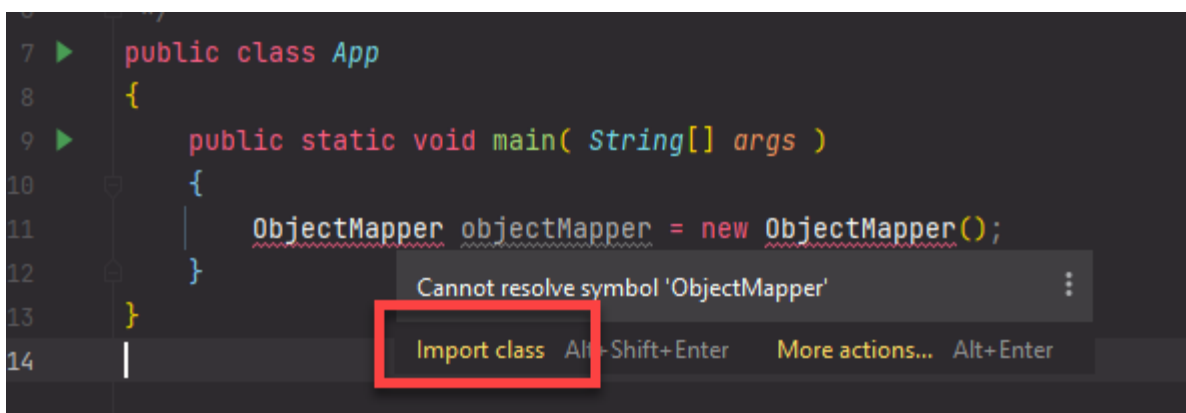 7 public class App
8 {
9 public static void main( String[] args )
10 {
11 ObjectMapper objectMapper = new ObjectMapper();
12 }
Cannot resolve symbol 'ObjectMapper'
13 }
14
Import class Alt+Shift+Enter More actions... Alt+Enter